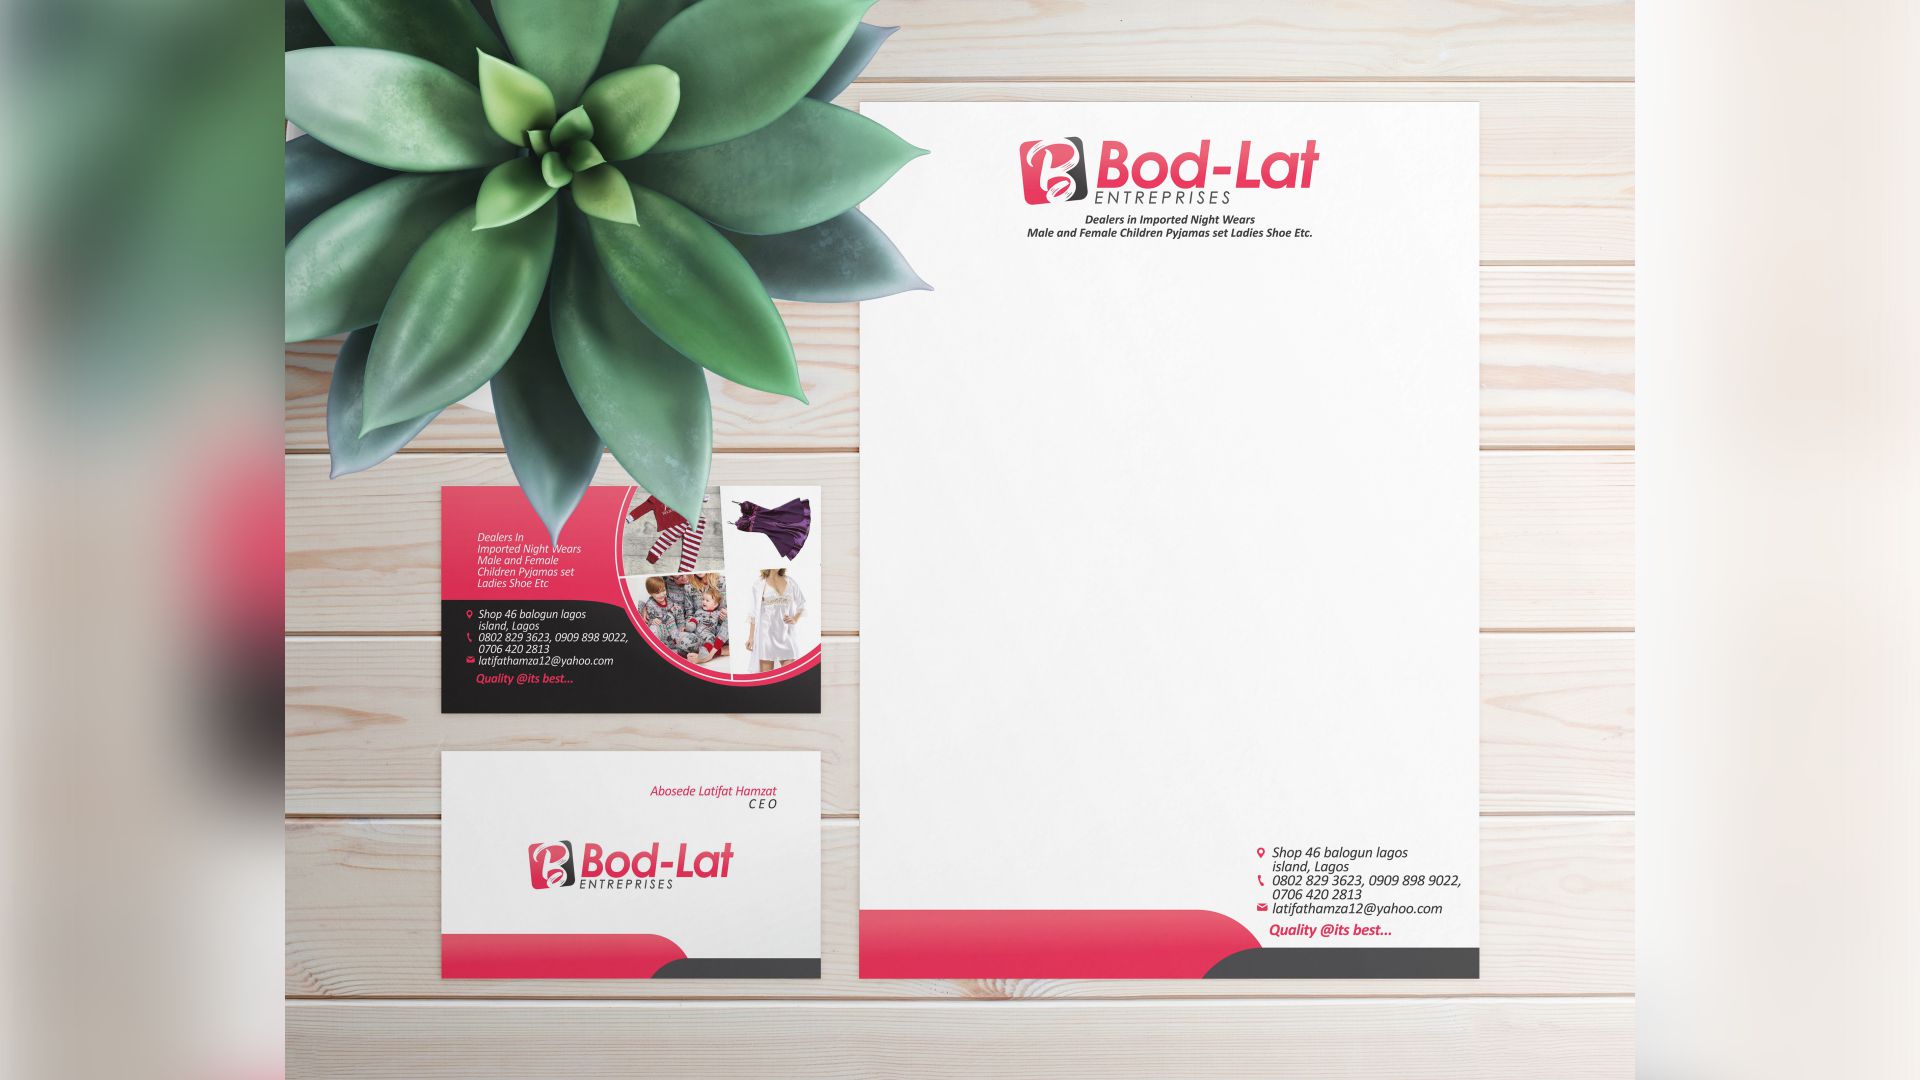 Bod-Lat
ENTREPRISES
Dealers in Imported Night Wears
Male and Female Children Pyjamas set Ladies Shoe Etc.
Dealers In
Imported Night Wears
Male and Female
Children Pyjamas set
Ladies Shoe Etc
Shop 46 balogun lagos
island, Lagos
0802 829 3623, 0909 898 9022,
0706 420 2813
latifathamza12@yahoo.com
Quality @its best...
Abosede Latifat Hamzat
CEO
B Bod-Lat
ENTREPRISES
Shop 46 balogun lagos
island, Lagos
0802 829 3623, 0909 898 9022,
0706 420 2813
latifathamza12@yahoo.com
Quality @its best...